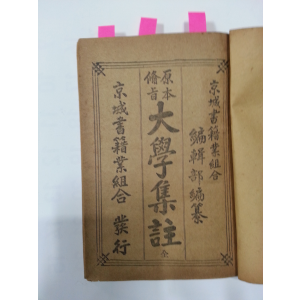 京城書籍業組合
編輯部編纂
原本
備旨
大學集註 全
京城書籍業組合 發行